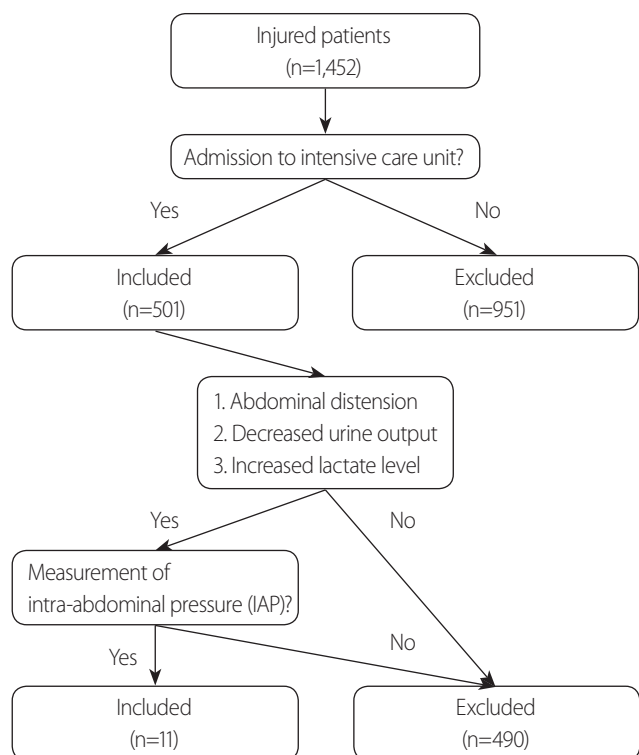 Injured patients
(n=1,452)
Admission to intensive care unit?
Yes
No
Included
(n=501)
Excluded
(n=951)
1. Abdominal distension
2. Decreased urine output
3. Increased lactate level
Yes
No
Measurement of
intra-abdominal pressure (IAP)?
Yes
No
Included
(n=11)
Excluded
(n=490)